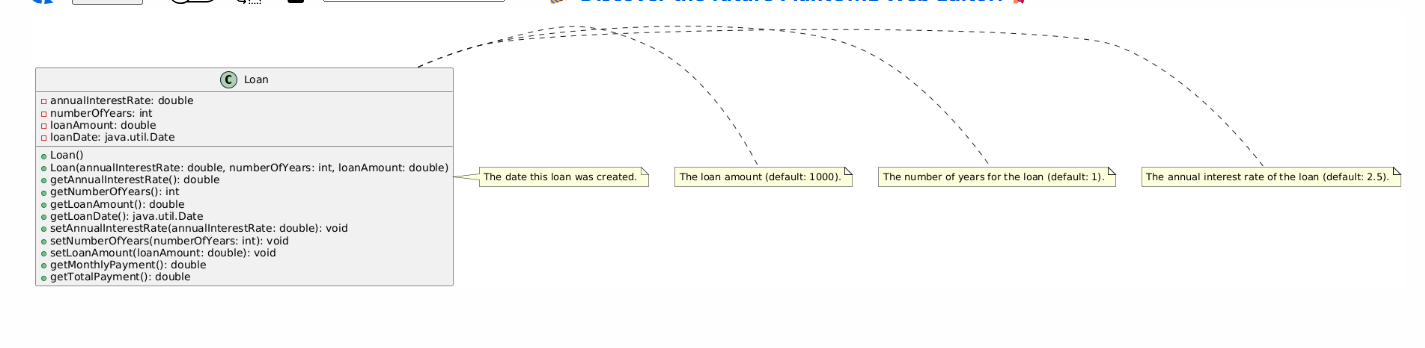 Discover the future PlantUML Web Editor!
C Loan
annualInterestRate: double
numberOfYears: int
loanAmount: double
loanDate: java.util.Date
Loan()
Loan(annualInterestRate: double, numberOfYears: int, loanAmount: double)
getAnnualInterestRate(): double
getNumberOfYears(): int
getLoanAmount(): double
getLoanDate(): java.util.Date
setAnnualInterestRate(annualInterestRate: double): void
setNumberOfYears(numberOfYears: int): void
setLoanAmount(loanAmount: double): void
getMonthlyPayment(): double
getTotalPayment(): double
The date this loan was created.
The loan amount (default: 1000).
The number of years for the loan (default: 1).
The annual interest rate of the loan (default: 2.5).